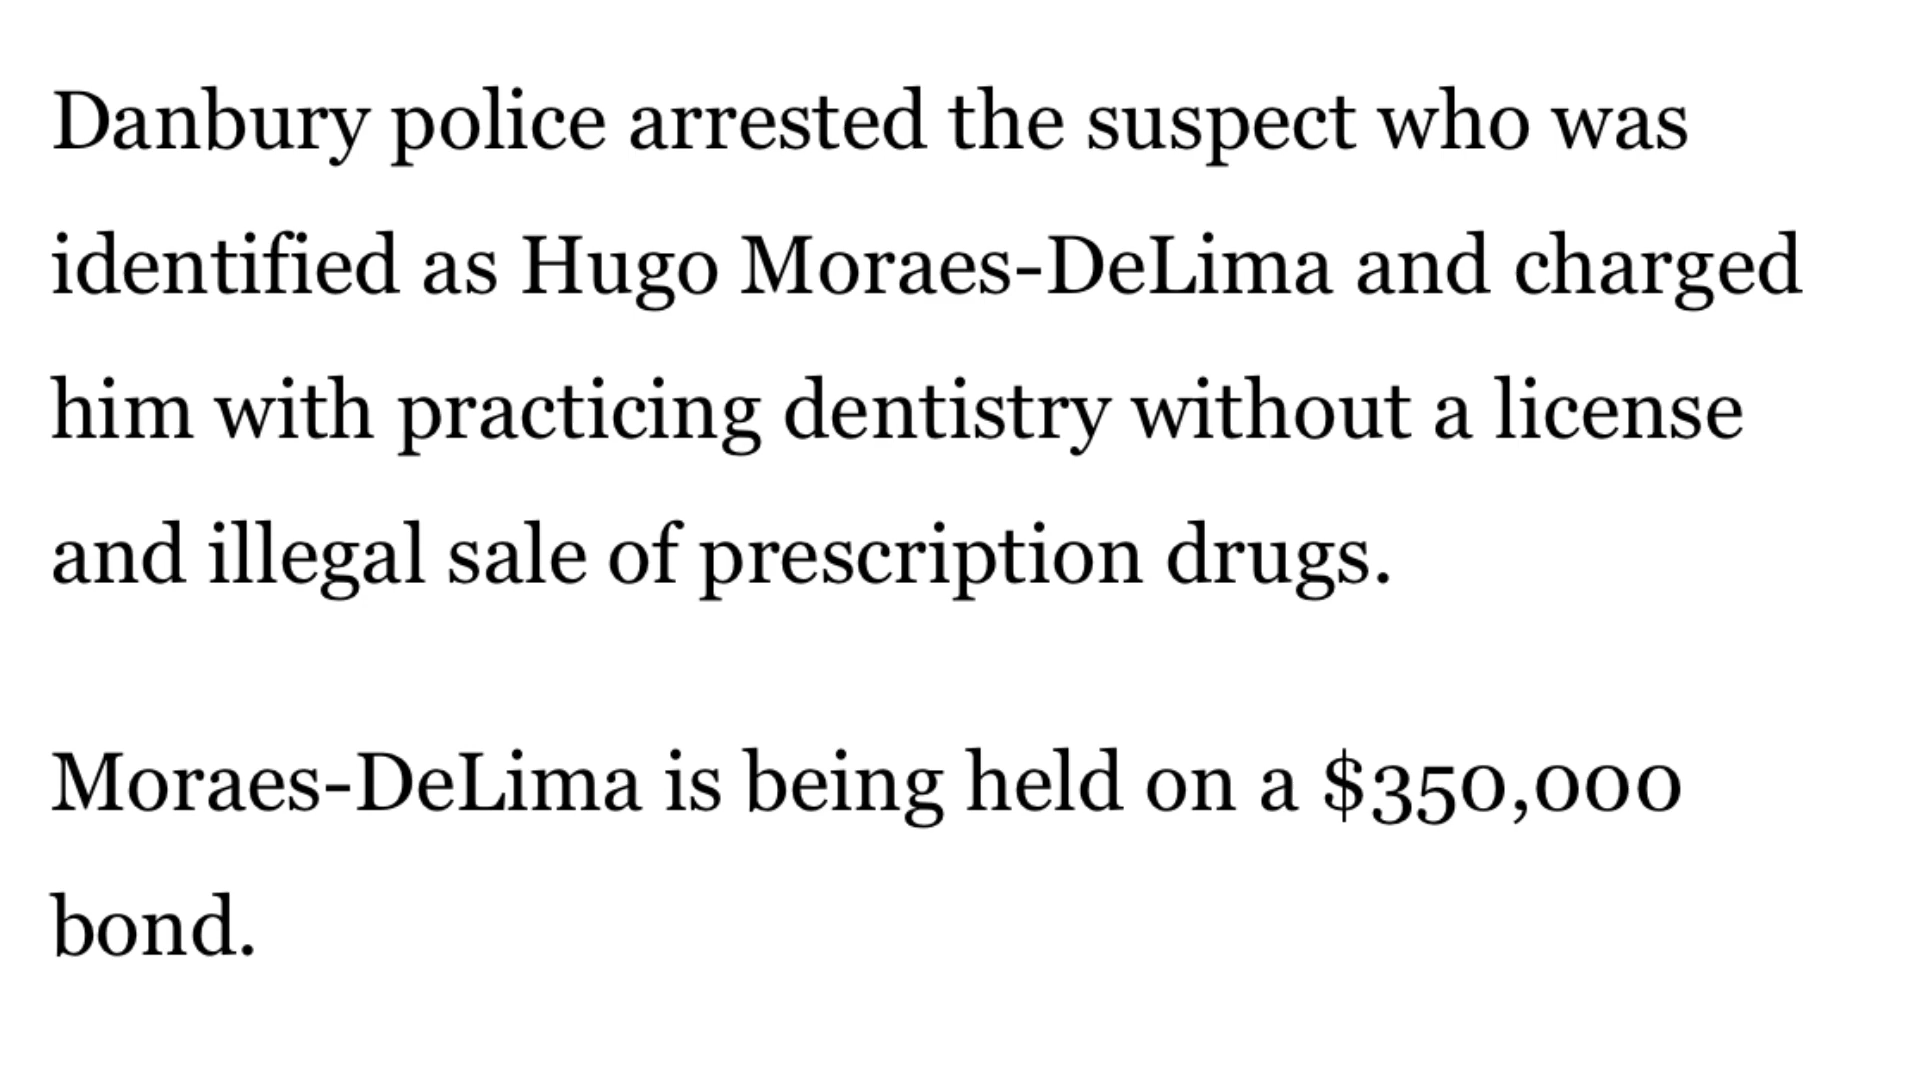 Danbury police arrested the suspect who was
identified as Hugo Moraes-DeLima and charged
him with practicing dentistry without a license
and illegal sale of prescription drugs.
Moraes-DeLima is being held on a $350,000
bond.